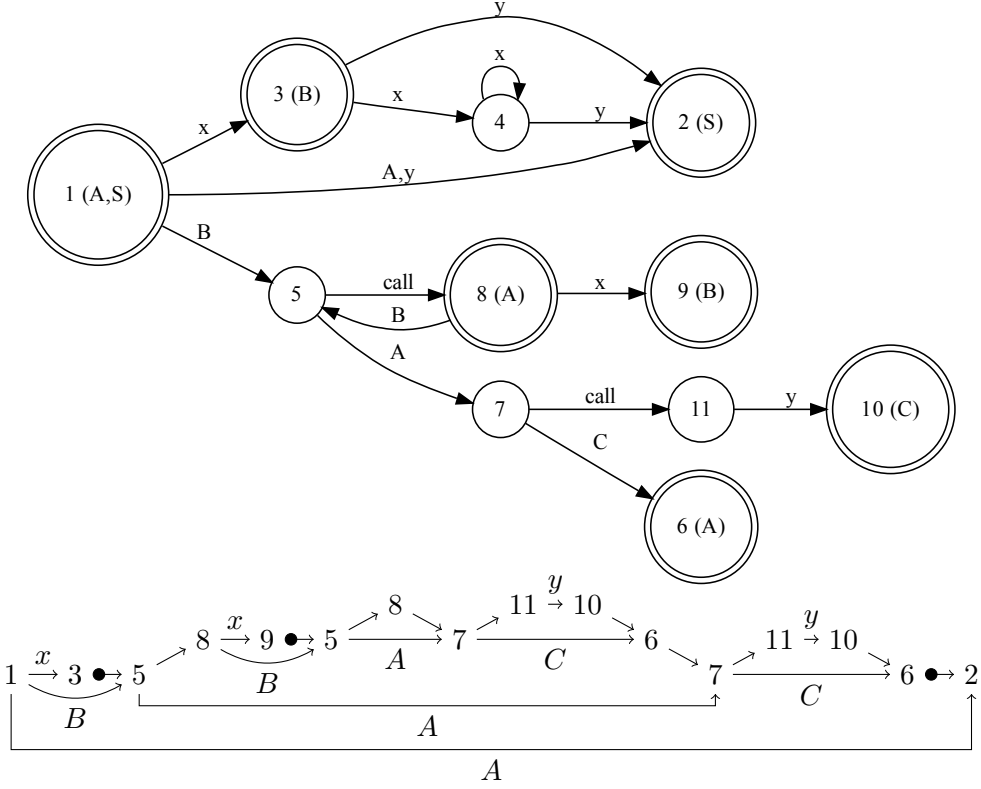 y
x
3 (B)
x
4
y
2 (S)
x
1 (A,S)
A,y
B
5
call
8 (A)
x
9 (B)
B
A
7
call
11
y
10 (C)
C
6 (A)
8 11 y 10
x 8 x 9 5 A 7 C 6 11 y 10
1 x 3 5 B 7 C 6 2
B A
A